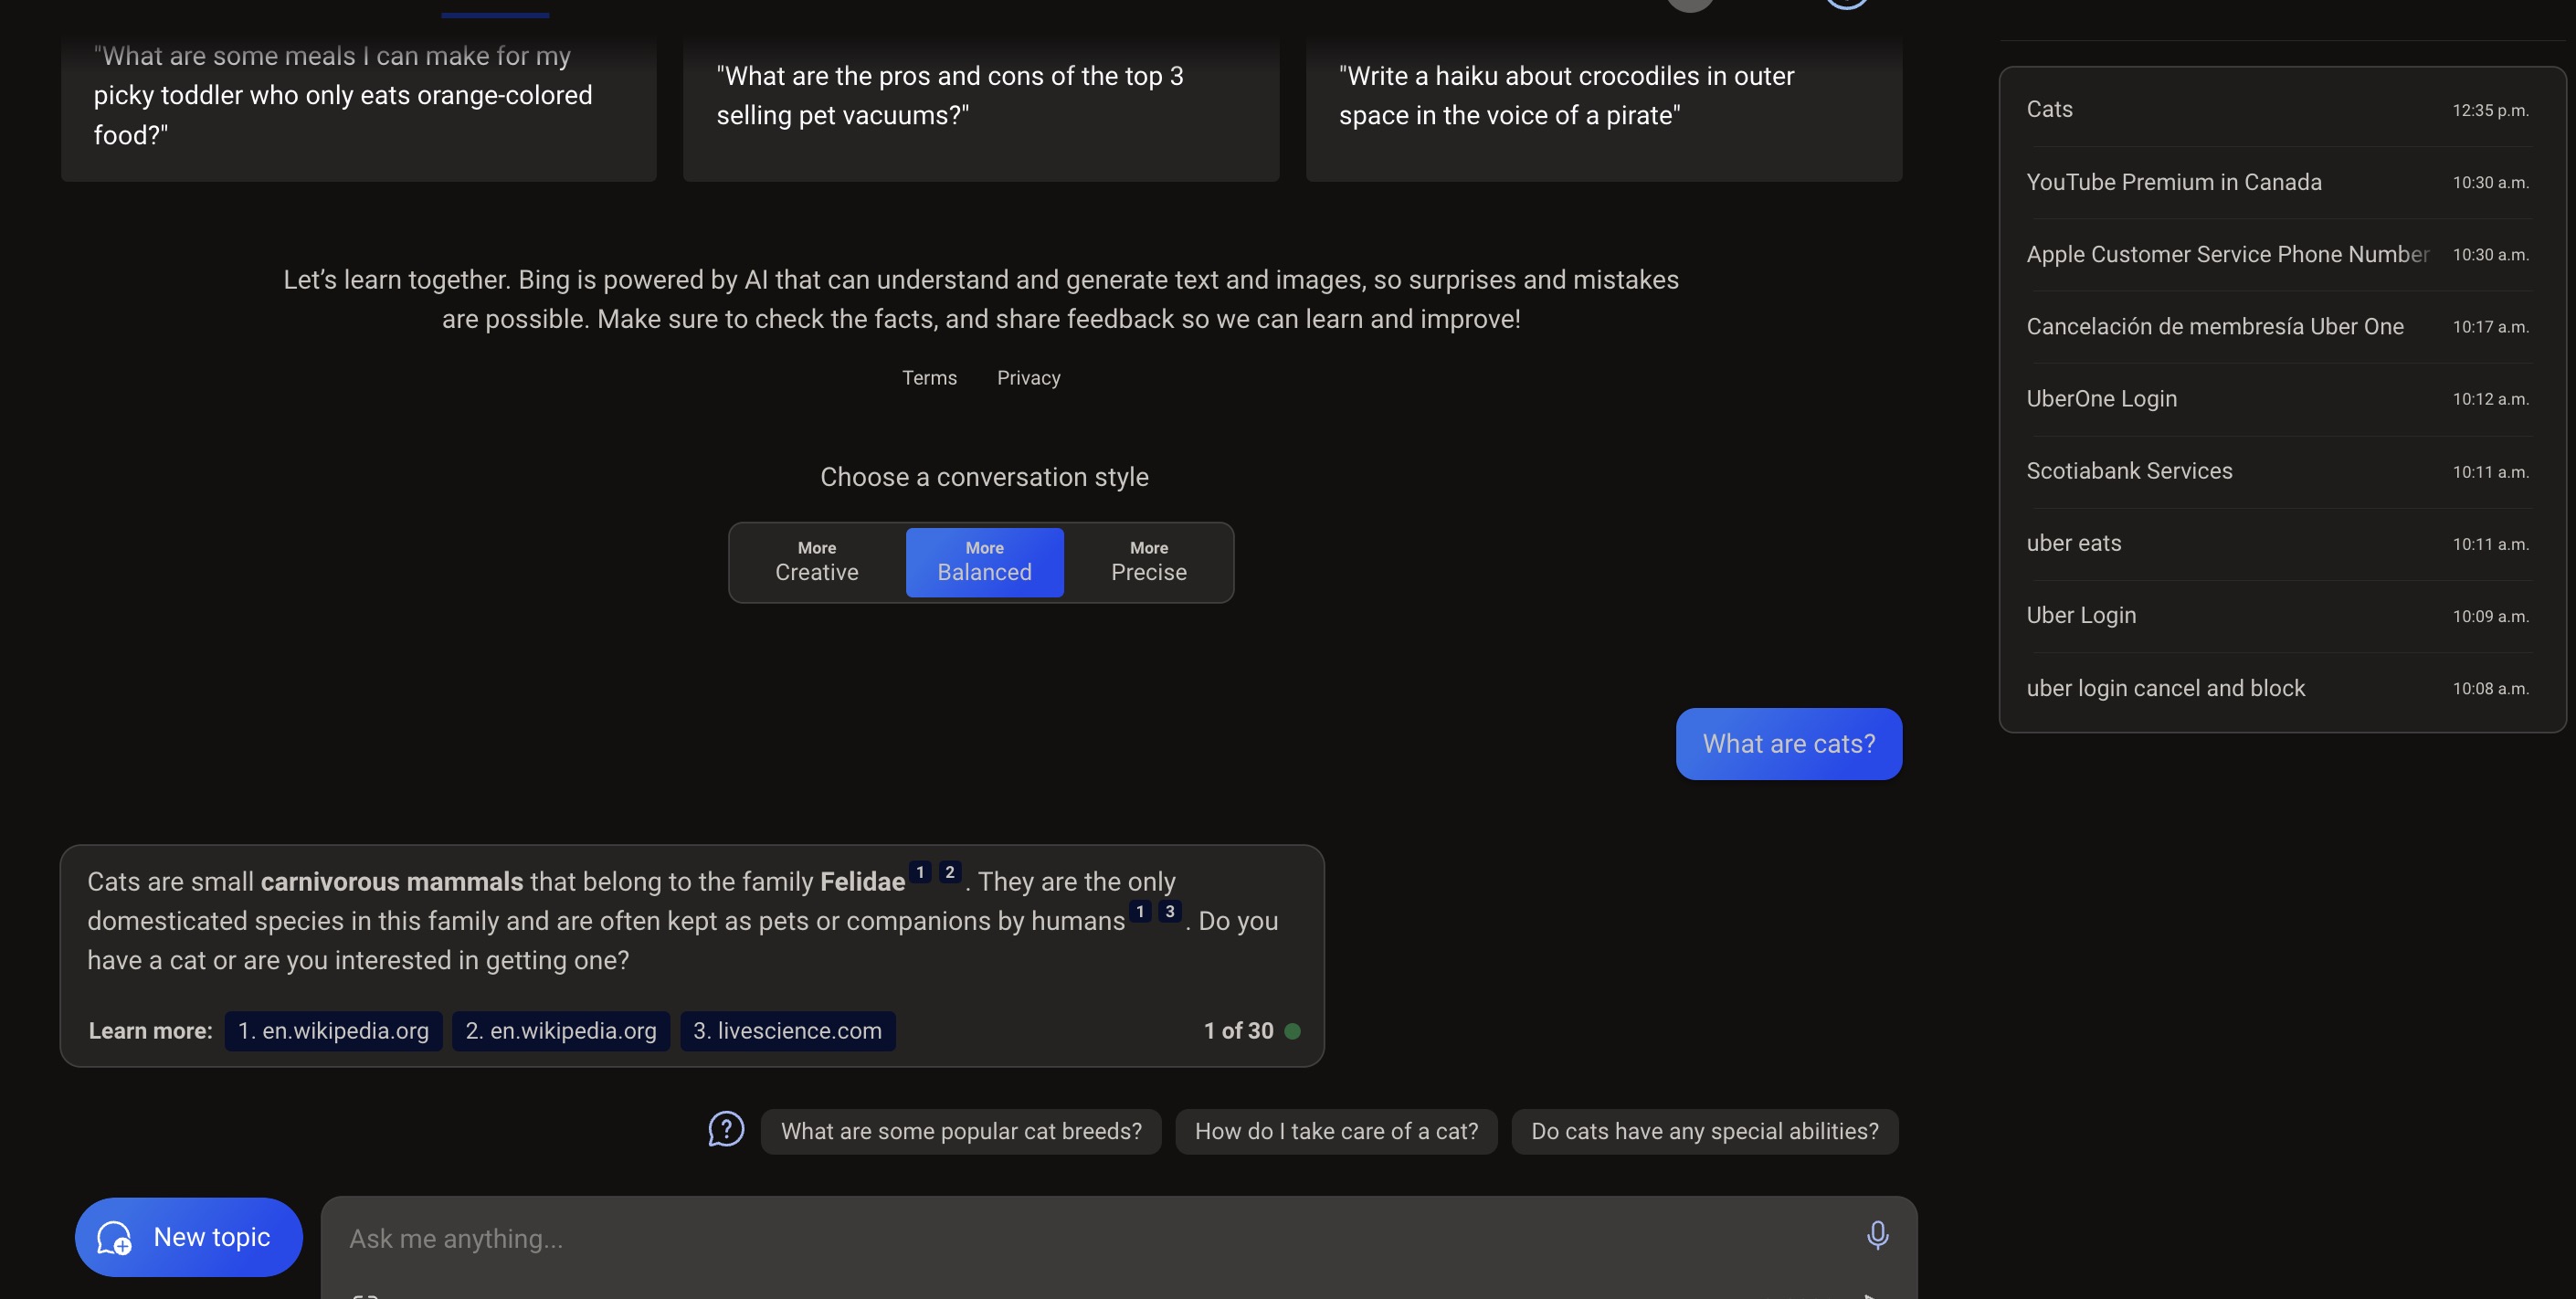 "What are some meals I can make for my
picky toddler who only eats orange-colored
food?"
"What are the pros and cons of the top 3
selling pet vacuums?"
"Write a haiku about crocodiles in outer
space in the voice of a pirate"
Let’s learn together. Bing is powered by AI that can understand and generate text and images, so surprises and mistakes
are possible. Make sure to check the facts, and share feedback so we can learn and improve!
Terms Privacy
Choose a conversation style
More
Creative
More
Balanced
More
Precise
What are cats?
Cats are small carnivorous mammals that belong to the family Felidae 1 2 . They are the only
domesticated species in this family and are often kept as pets or companions by humans 1 3 . Do you
have a cat or are you interested in getting one?
Learn more: 1. en.wikipedia.org 2. en.wikipedia.org 3. livescience.com 1 of 30
What are some popular cat breeds? How do I take care of a cat? Do cats have any special abilities?
New topic
Ask me anything...
Cats 12:35 p.m.
YouTube Premium in Canada 10:30 a.m.
Apple Customer Service Phone Number 10:30 a.m.
Cancelación de membresía Uber One 10:17 a.m.
UberOne Login 10:12 a.m.
Scotiabank Services 10:11 a.m.
uber eats 10:11 a.m.
Uber Login 10:09 a.m.
uber login cancel and block 10:08 a.m.